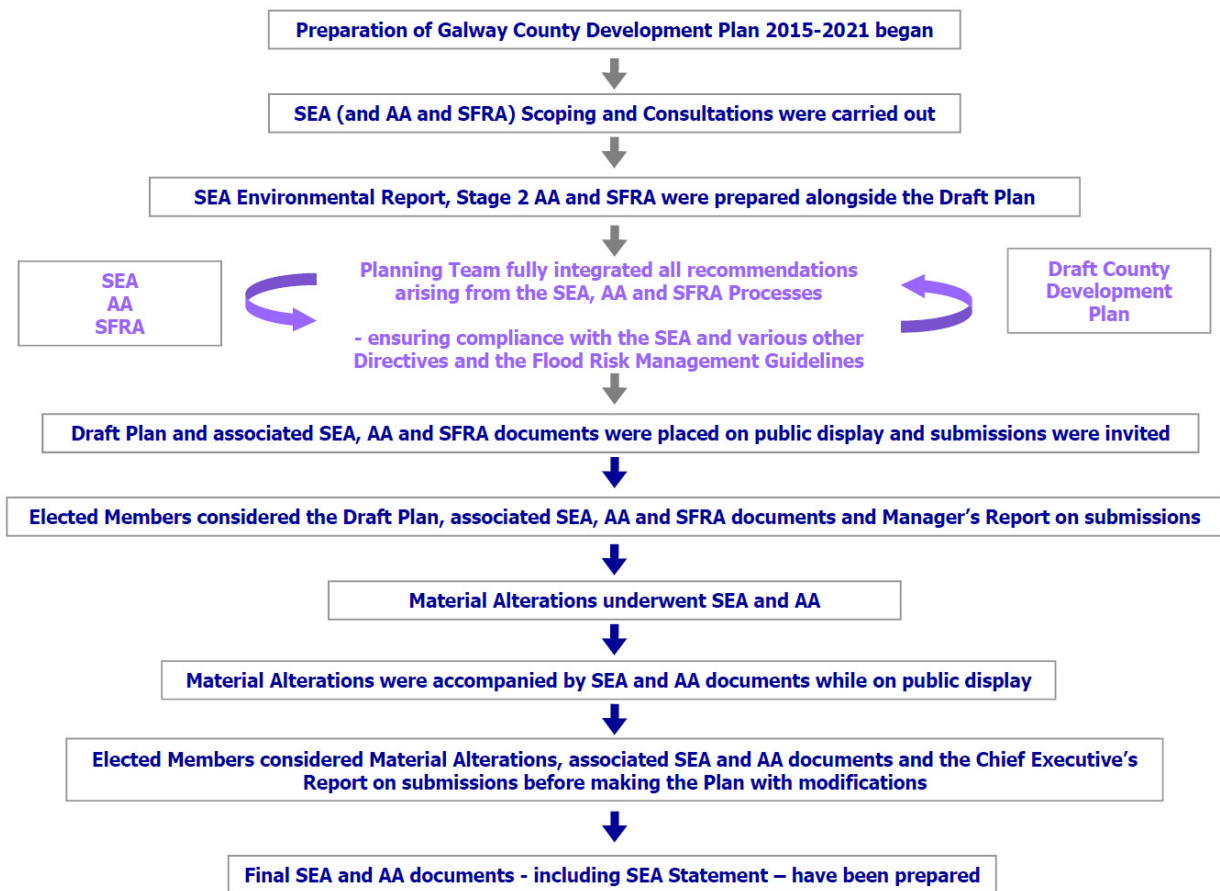 Preparation of Galway County Development Plan 2015-2021 began
SEA (and AA and SFRA) Scoping and Consultations were carried out
SEA Environmental Report, Stage 2 AA and SFRA were prepared alongside the Draft Plan
SEA
AA
SFRA
Planning Team fully integrated all recommendations
arising from the SEA, AA and SFRA Processes
- ensuring compliance with the SEA and various other
Directives and the Flood Risk Management Guidelines
Draft County
Development
Plan
Draft Plan and associated SEA, AA and SFRA documents were placed on public display and submissions were invited
Elected Members considered the Draft Plan, associated SEA, AA and SFRA documents and Manager’s Report on submissions
Material Alterations underwent SEA and AA
Material Alterations were accompanied by SEA and AA documents while on public display
Elected Members considered Material Alterations, associated SEA and AA documents and the Chief Executive’s
Report on submissions before making the Plan with modifications
Final SEA and AA documents - including SEA Statement – have been prepared